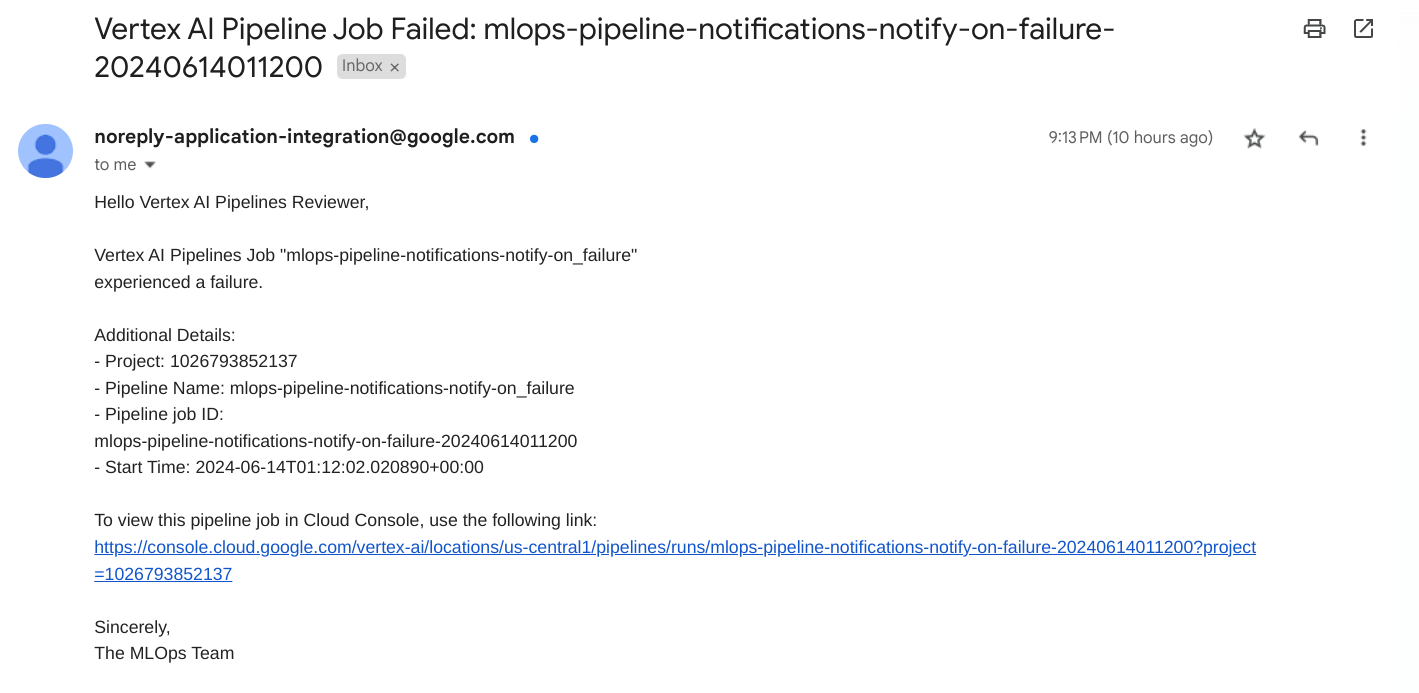 Vertex AI Pipeline Job Failed: mlops-pipeline-notifications-notify-on-failure-
20240614011200 Inbox ×
noreply-application-integration@google.com 9:13 PM (10 hours ago)
to me
Hello Vertex AI Pipelines Reviewer,
Vertex AI Pipelines Job "mlops-pipeline-notifications-notify-on_failure"
experienced a failure.
Additional Details:
- Project: 1026793852137
- Pipeline Name: mlops-pipeline-notifications-notify-on_failure
- Pipeline job ID:
mlops-pipeline-notifications-notify-on-failure-20240614011200
- Start Time: 2024-06-14T01:12:02.020890+00:00
To view this pipeline job in Cloud Console, use the following link:
https://console.cloud.google.com/vertex-ai/locations/us-central1/pipelines/runs/mlops-pipeline-notifications-notify-on-failure-20240614011200?project
=1026793852137
Sincerely,
The MLOps Team